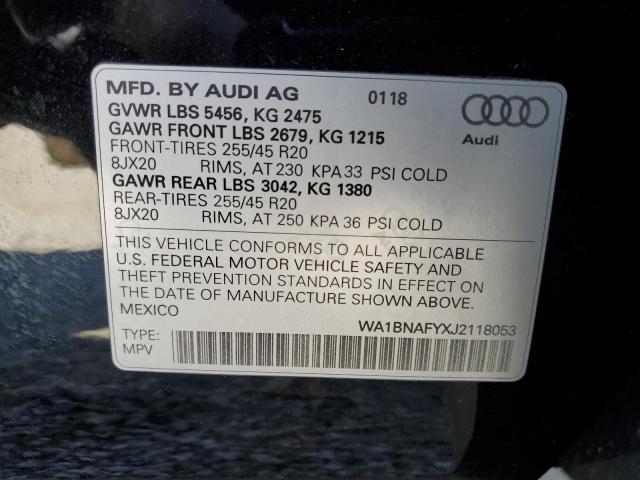 MFD. BY AUDI AG 0118
GVWR LBS 5456, KG 2475
GAWR FRONT LBS 2679, KG 1215
Audi
FRONT-TIRES 255/45 R20
8JX20 RIMS, AT 230 KPA 33 PSI COLD
GAWR REAR LBS 3042, KG 1380
REAR-TIRES 255/45 R20
8JX20 RIMS, AT 250 KPA 36 PSI COLD
THIS VEHICLE CONFORMS TO ALL APPLICABLE
U.S. FEDERAL MOTOR VEHICLE SAFETY AND
THEFT PREVENTION STANDARDS IN EFFECT ON
THE DATE OF MANUFACTURE SHOWN ABOVE.
MEXICO
WA1BNAFYXJ2118053
TYPE:
MPV